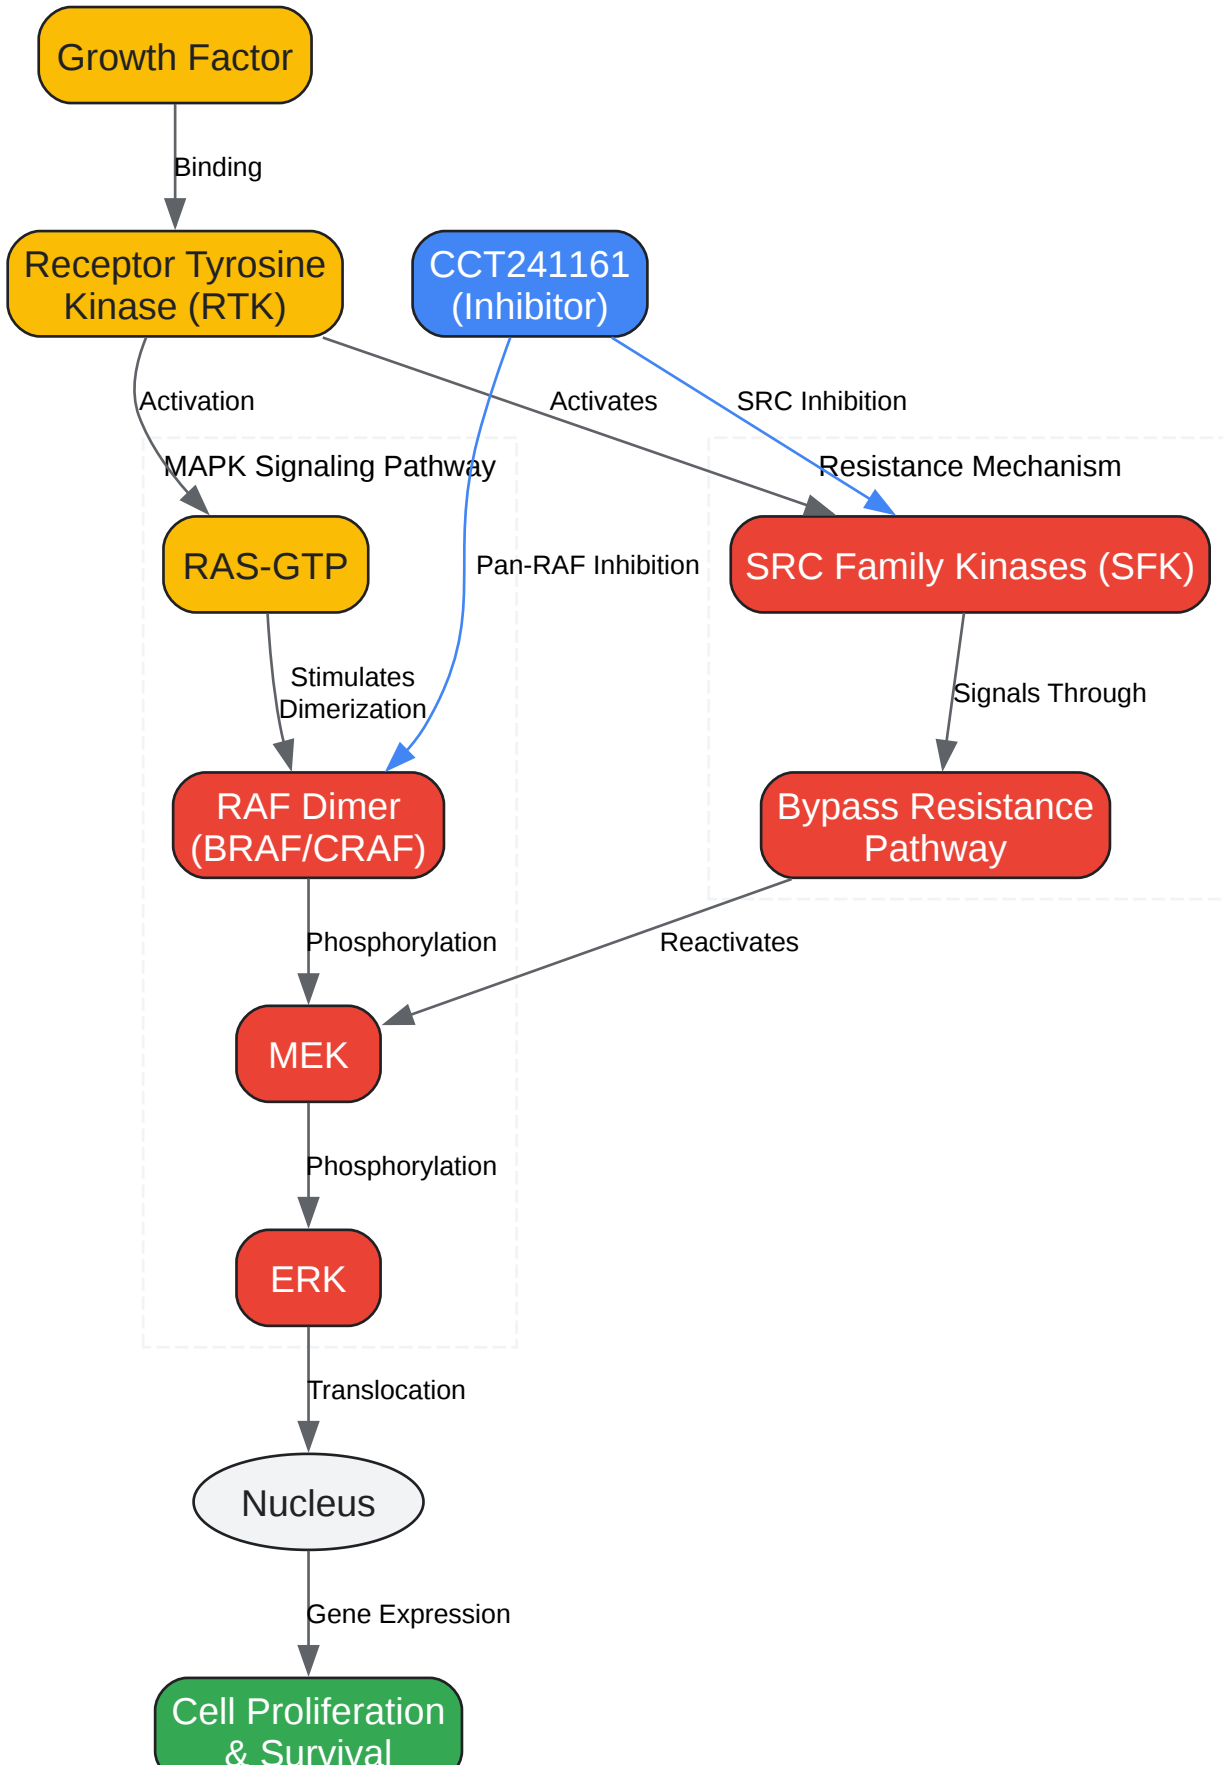 Growth Factor
Binding
Receptor Tyrosine
Kinase (RTK)
CCT241161
(Inhibitor)
Activation
Activates
SRC Inhibition
MAPK Signaling Pathway
Resistance Mechanism
RAS-GTP
Pan-RAF Inhibition
SRC Family Kinases (SFK)
Stimulates
Dimerization
Signals Through
RAF Dimer
(BRAF/CRAF)
Bypass Resistance
Pathway
Phosphorylation
Reactivates
MEK
Phosphorylation
ERK
Translocation
Nucleus
Gene Expression
Cell Proliferation
& Survival